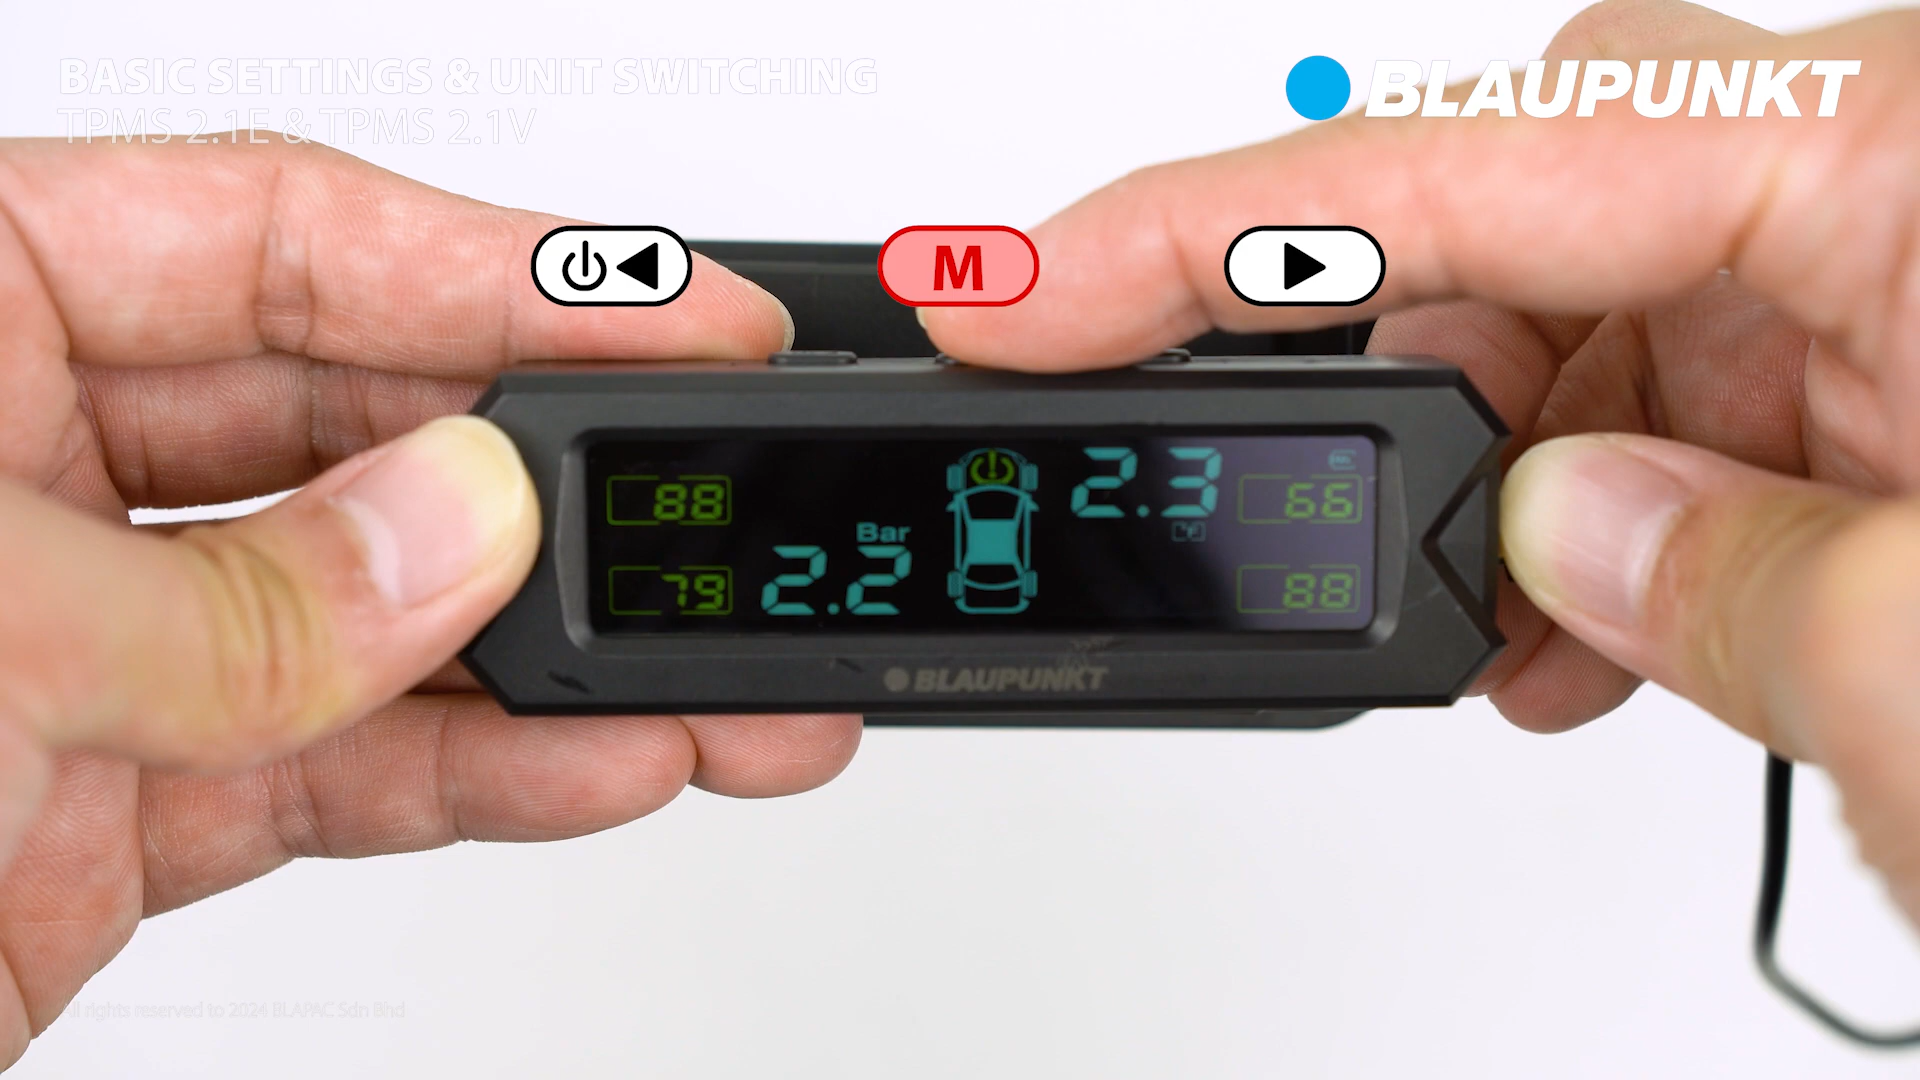 BASIC SETTINGS & UNIT SWITCHING
TPMS 2.1E & TPMS 2.1V
BLAUPUNKT
M
88
2.3
66
Bar
79
2.2
88
BLAUPUNKT
All rights reserved to 2024 BLAPAC Sdn Bhd